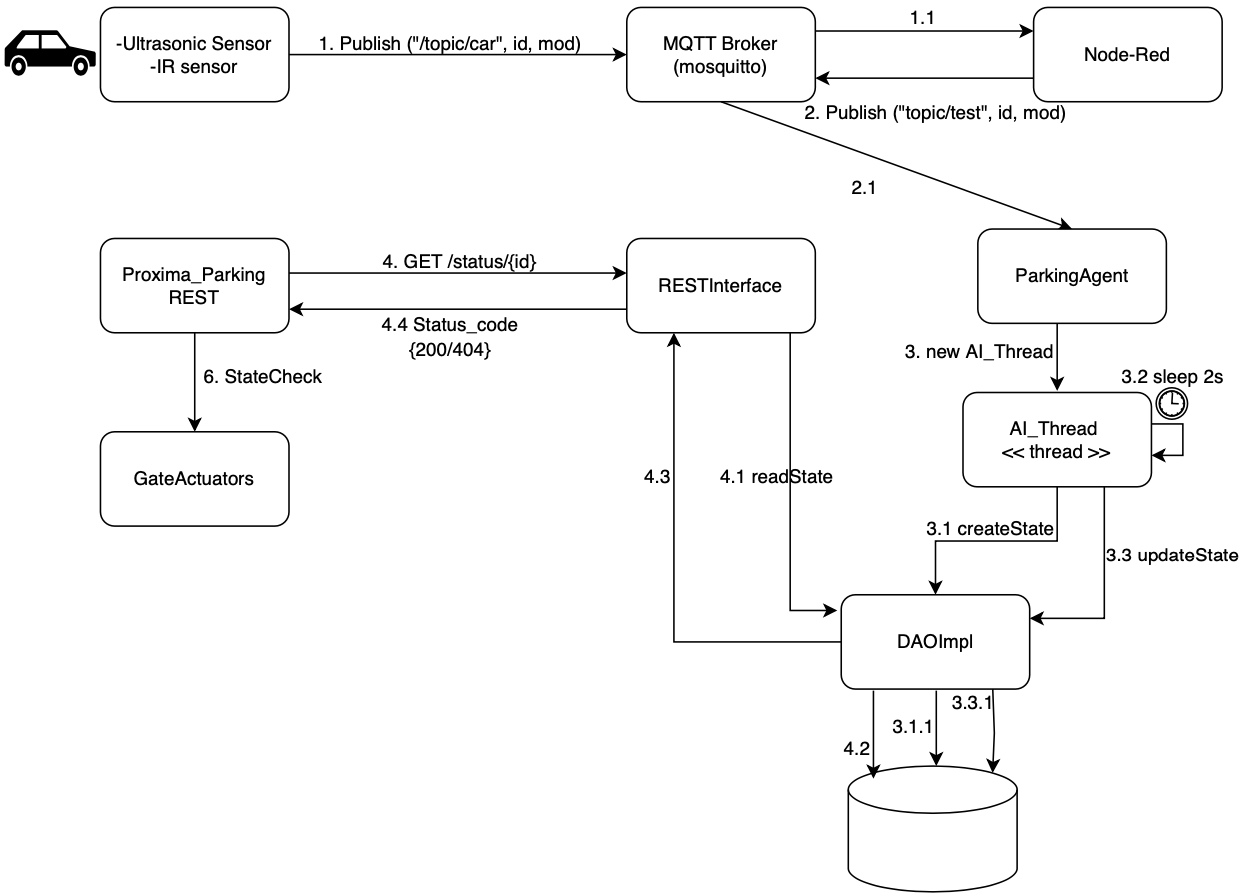 -Ultrasonic Sensor
-IR sensor
1. Publish ("/topic/car", id, mod)
MQTT Broker
(mosquitto)
1.1
Node-Red
2. Publish ("topic/test", id, mod)
2.1
Proxima_Parking
REST
4. GET /status/{id}
4.4 Status_code
{200/404}
RESTInterface
ParkingAgent
3. new AI_Thread
3.2 sleep 2s
6. StateCheck
AI_Thread
<< thread >>
GateActuators
4.3
4.1 readState
3.1 createState
3.3 updateState
DAOImpl
4.2
3.1.1
3.3.1